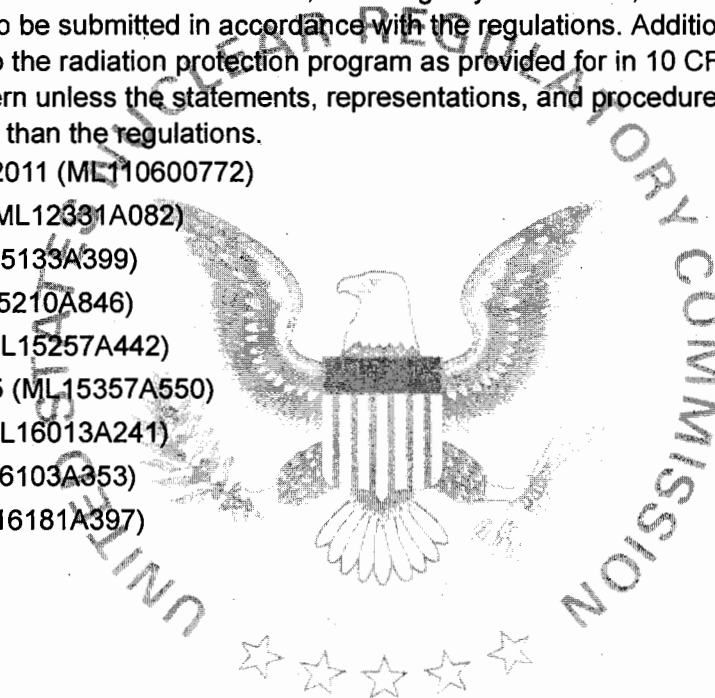 o be submitted in accordance with the regulations. Additio
o the radiation protection program as provided for in 10 CF
ern unless the statements, representations, and procedure
than the regulations.
2011 (ML110600772)
ML12331A082)
5133A399)
5210A846)
L15257A442)
5 (ML15357A550)
L16013A241)
6103A353)
16181A397)
UNITED STATES NUCLEAR REGULATORY COMMISSION